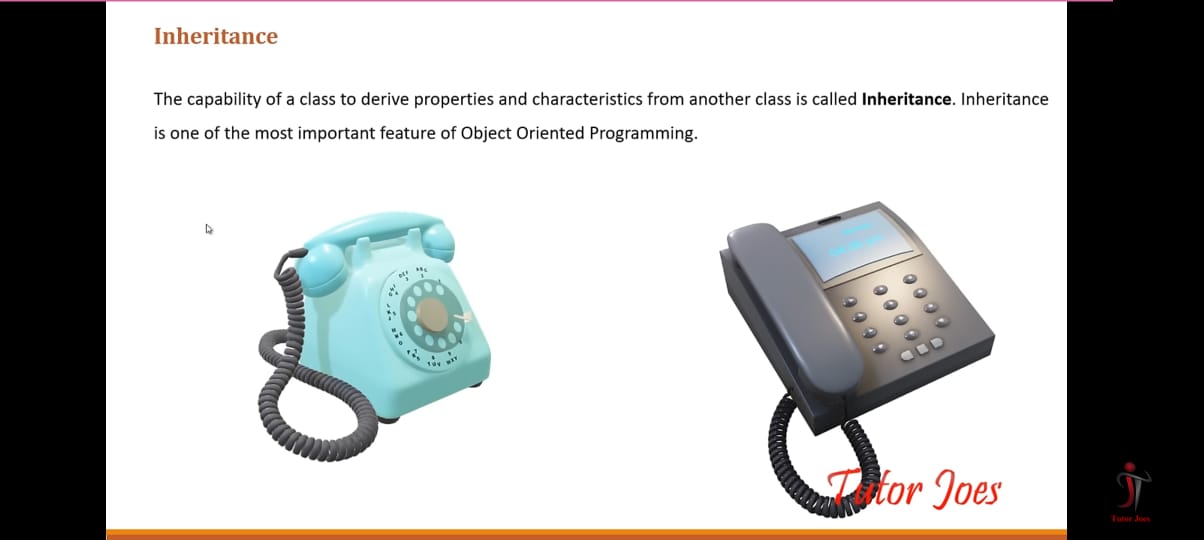 Inheritance
The capability of a class to derive properties and characteristics from another class is called Inheritance. Inheritance
is one of the most important feature of Object Oriented Programming.
Tutor Joes
Tutor Joes